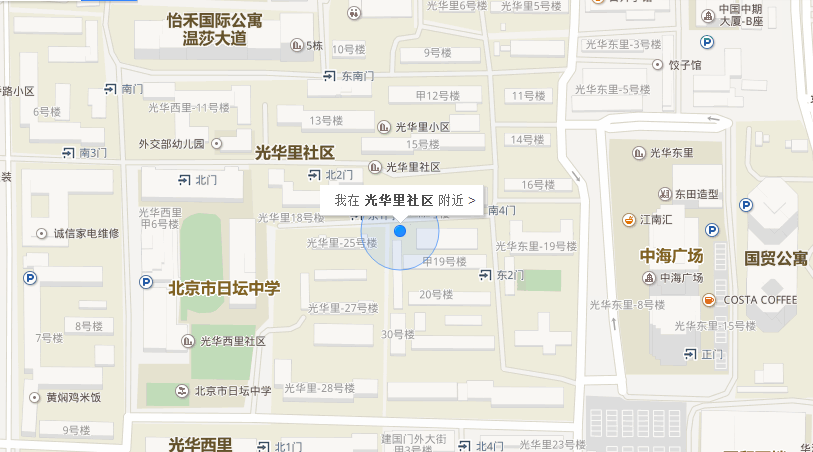 光华里6号楼
光华里5号楼
怡禾国际公寓
温莎大道
5栋
10号楼
9号楼
中国中期
大厦-B座
光华东里-3号楼
饺子馆
光华东里-5号楼
东南门
南门
6号楼
光华西里-11号楼
甲12号楼
11号楼
13号楼
光华里小区
外交部幼儿园
15号楼
14号楼
南3门
光华里社区
光华里社区
光华东里
装
北门
北2门
16号楼
我在 光华里社区 附近 >
东田造型
光华西里
甲6号楼
光华里18号楼
南4门
江南汇
诚信家电维修
光华里-25号楼
光华东里-19号楼
中海广场
国贸公寓
甲19号楼
东2门
中海广场
北京市日坛中学
20号楼
COSTA COFFEE
光华里-27号楼
光华东里-8号楼
8号楼
光华东里-15号楼
7号楼
光华西里社区
30号楼
正门
北京市日坛中学
光华里-28号楼
黄焖鸡米饭
9号楼
光华西里
北1门
建国门外大街
甲3号楼
北4门
光华里23号楼